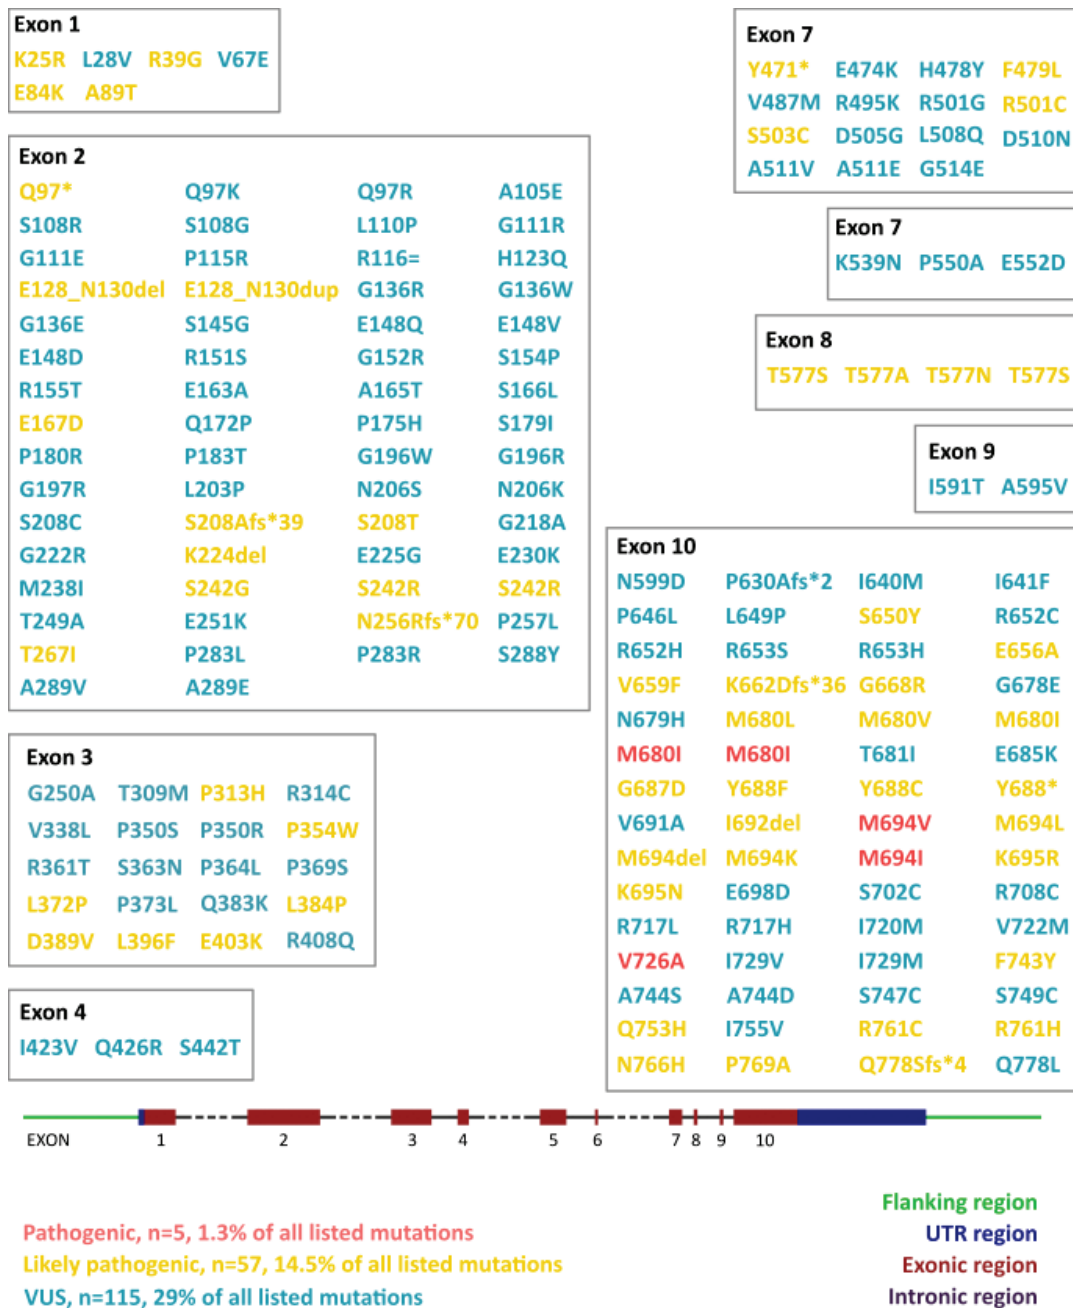 Exon 1
K25R L28V R39G V67E
E84K A89T
Exon 2
Q97* Q97K Q97R A105E
S108R S108G L110P G111R
G111E P115R R116= H123Q
E128_N130del E128_N130dup G136R G136W
G136E S145G E148Q E148V
E148D R151S G152R S154P
R155T E163A A165T S166L
E167D Q172P P175H S179I
P180R P183T G196W G196R
G197R L203P N206S N206K
S208C S208Afs*39 S208T G218A
G222R K224del E225G E230K
M238I S242G S242R S242R
T249A E251K N256Rfs*70 P257L
T267I P283L P283R S288Y
A289V A289E
Exon 3
G250A T309M P313H R314C
V338L P350S P350R P354W
R361T S363N P364L P369S
L372P P373L Q383K L384P
D389V L396F E403K R408Q
Exon 4
I423V Q426R S442T
Exon 7
Y471* E474K H478Y F479L
V487M R495K R501G R501C
S503C D505G L508Q D510N
A511V A511E G514E
Exon 7
K539N P550A E552D
Exon 8
T577S T577A T577N T577S
Exon 9
I591T A595V
Exon 10
N599D P630Afs*2 I640M I641F
P646L L649P S650Y R652C
R652H R653S R653H E656A
V659F K662Dfs*36 G668R G678E
N679H M680L M680V M680I
M680I M680I T681I E685K
G687D Y688F Y688C Y688*
V691A I692del M694V M694L
M694del M694K M694I K695R
K695N E698D S702C R708C
R717L R717H I720M V722M
V726A I729V I729M F743Y
A744S A744D S747C S749C
Q753H I755V R761C R761H
N766H P769A Q778Sfs*4 Q778L
EXON 1 2 3 4 5 6 7 8 9 10
Pathogenic, n=5, 1.3% of all listed mutations
Likely pathogenic, n=57, 14.5% of all listed mutations
VUS, n=115, 29% of all listed mutations
Flanking region
UTR region
Exonic region
Intronic region